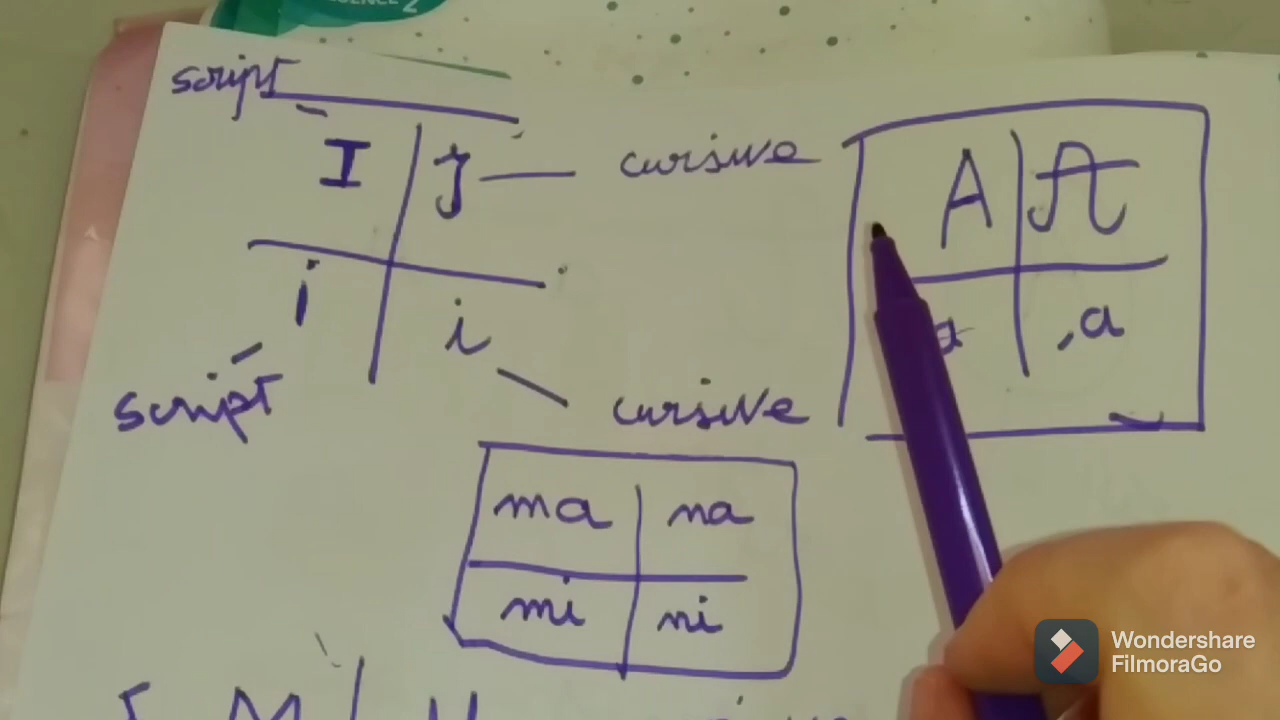 script
I J cursive A A
i i a a
script cursive
ma na
mi ni
M
Wondershare
FilmoraGo